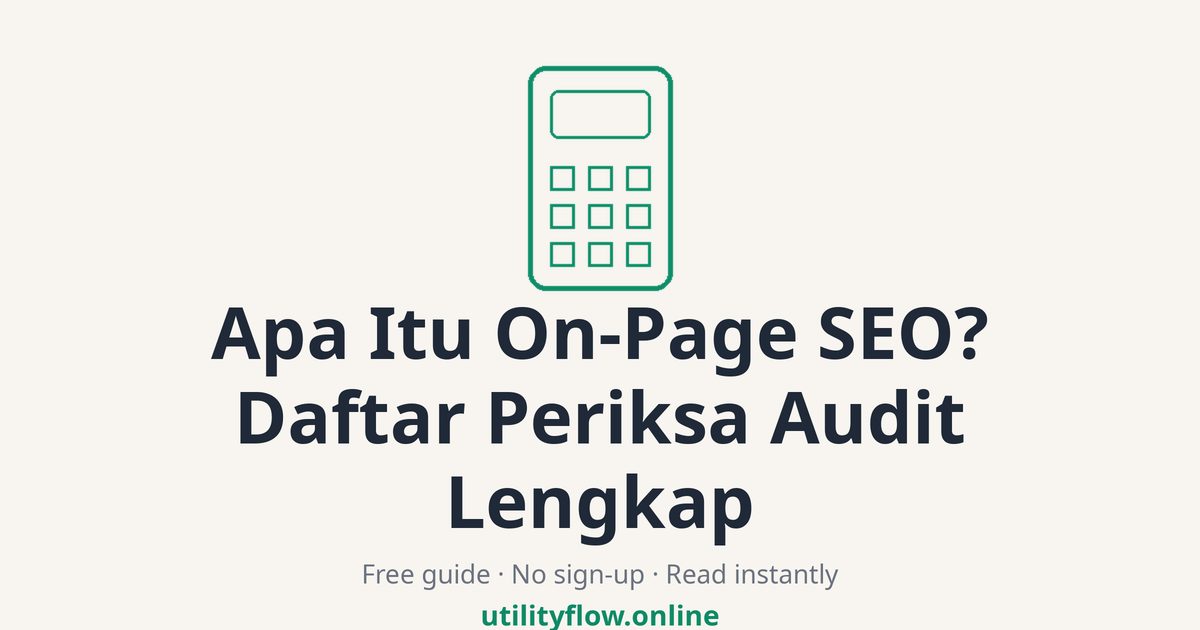 Apa Itu On-Page SEO?
Daftar Periksa Audit
Lengkap
Free guide · No sign-up · Read instantly
utilityflow.online